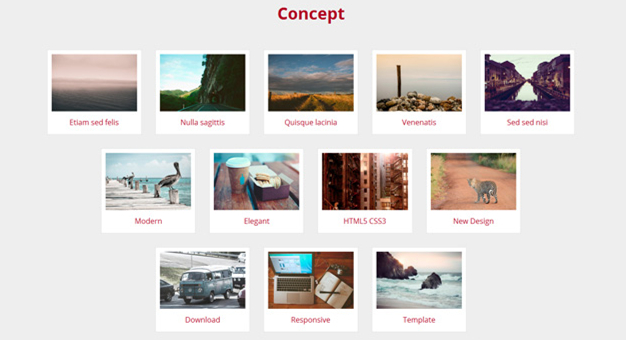 Concept
Etiam sed felis
Nulla sagittis
Quisque lacinia
Venenatis
Sed sed nisi
Modern
Elegant
HTML5 CSS3
New Design
Download
Responsive
Template